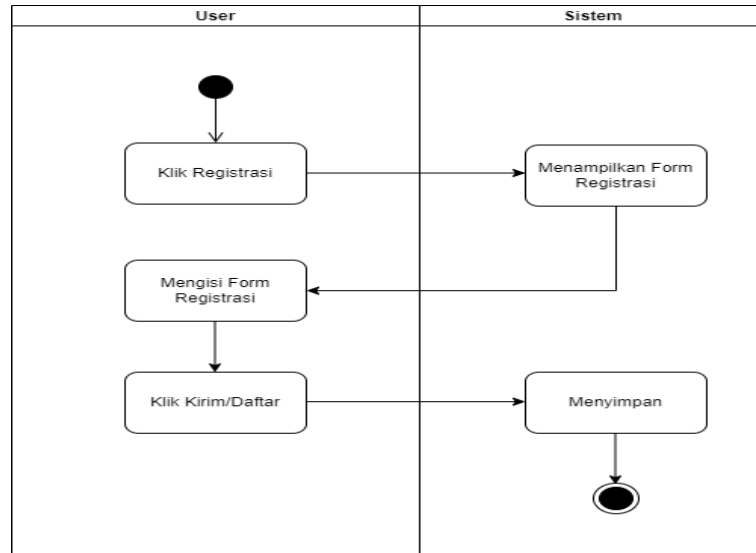 User
Sistem
Klik Registrasi
Menampilkan Form
Registrasi
Mengisi Form
Registrasi
Klik Kirim/Daftar
Menyimpan